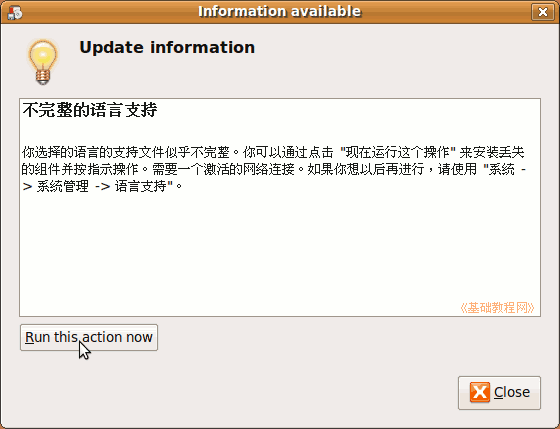 Information available
Update information
不完整的语言支持
你选择的语言的支持文件似乎不完整。你可以通过点击 "现在运行这个操作" 来安装丢失
的组件并按指示操作。需要一个激活的网络连接。如果你想以后再进行，请使用 "系统 -
> 系统管理 -> 语言支持"。
《基础教程网》
Run this action now
Close